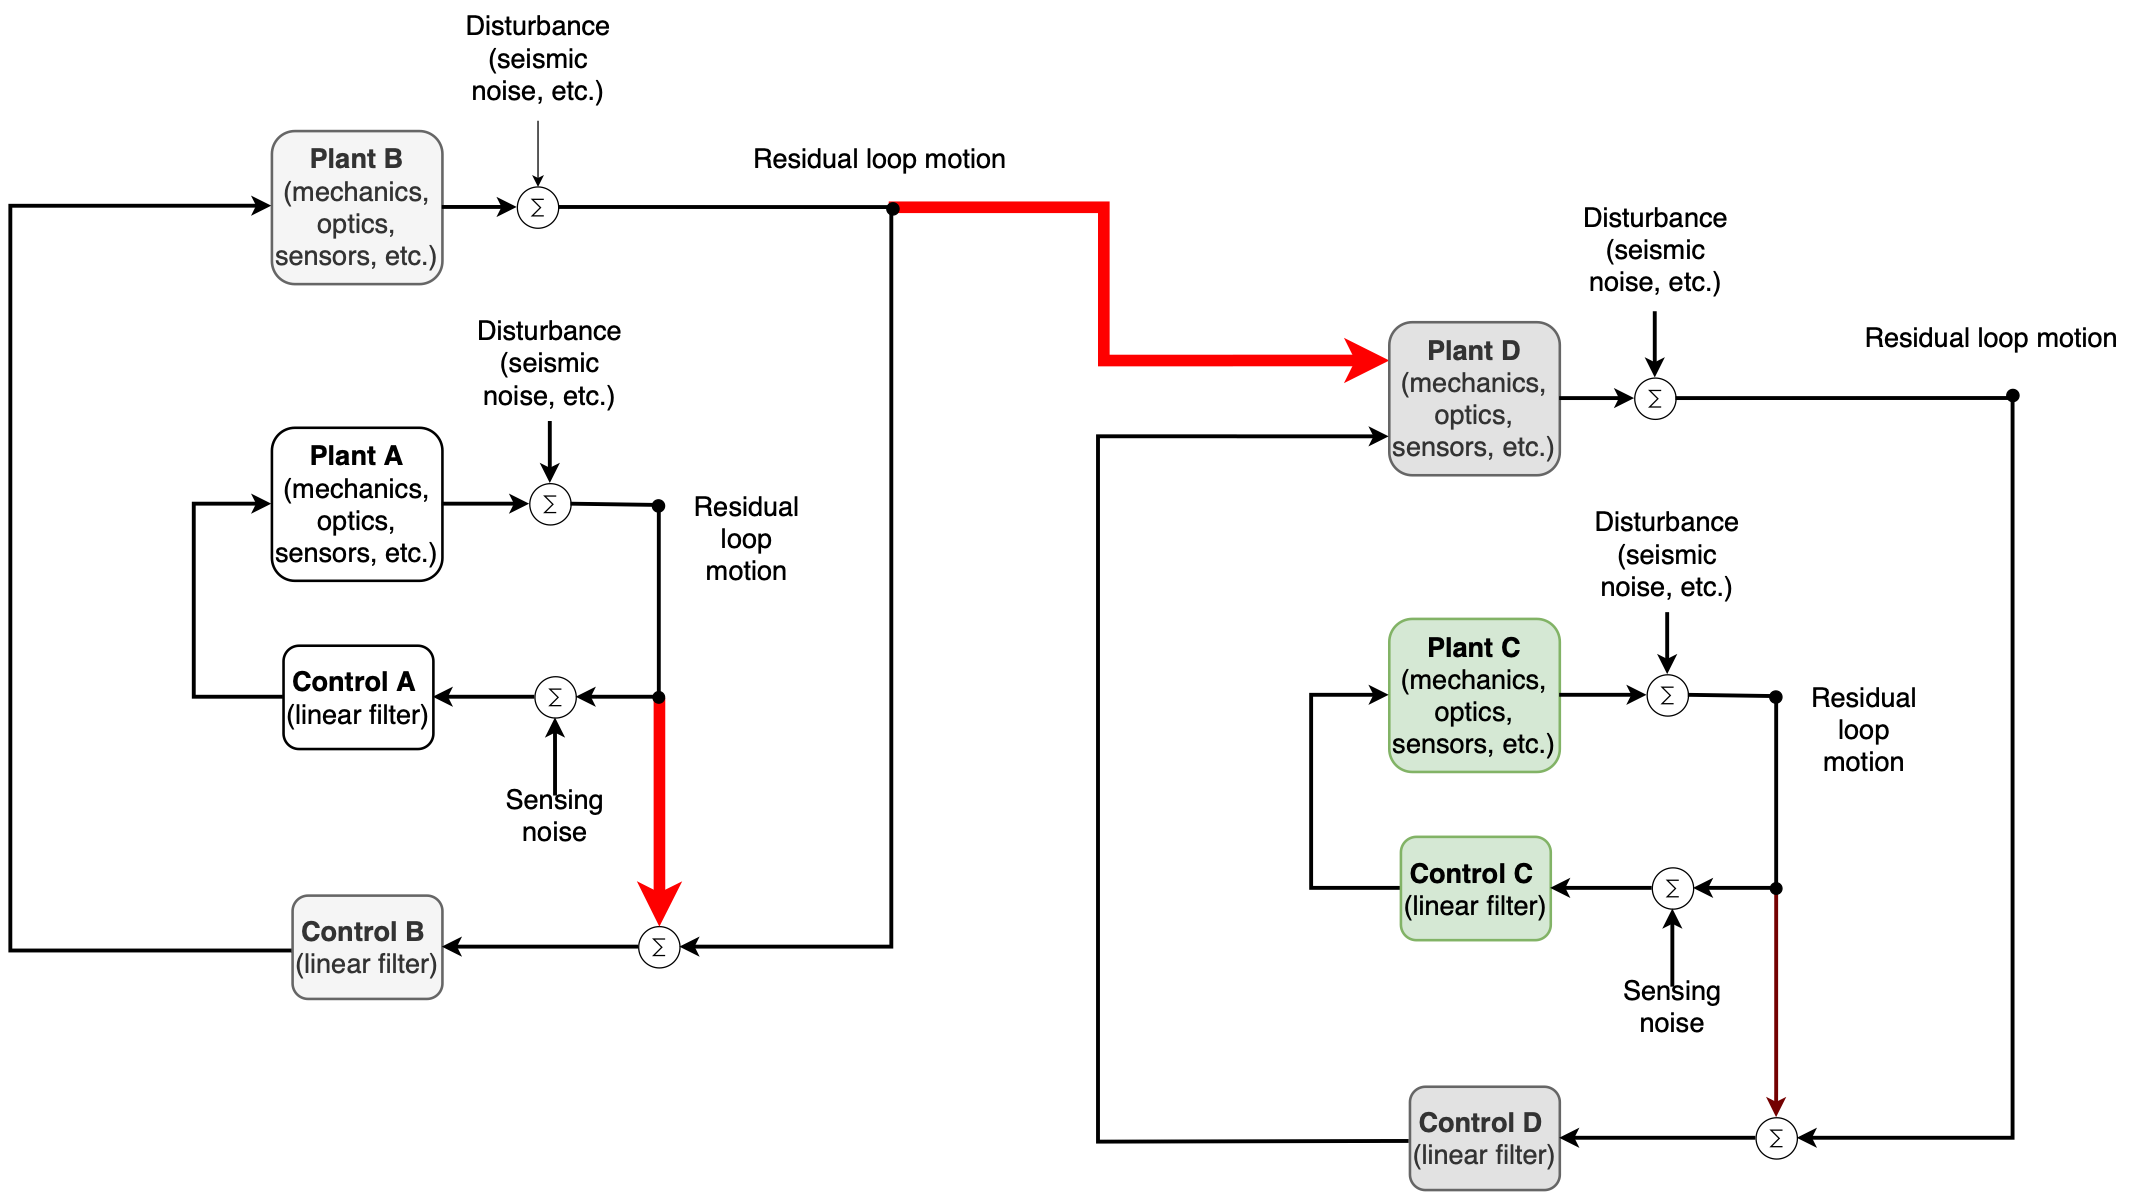 Disturbance
(seismic
noise, etc.)
Plant B
(mechanics,
optics,
sensors, etc.)
Σ
Residual loop motion
Disturbance
(seismic
noise, etc.)
Plant A
(mechanics,
optics,
sensors, etc.)
Σ
Residual
loop
motion
Control A
(linear filter)
Σ
Sensing
noise
Control B
(linear filter)
Σ
Disturbance
(seismic
noise, etc.)
Plant D
(mechanics,
optics,
sensors, etc.)
Σ
Residual loop motion
Disturbance
(seismic
noise, etc.)
Plant C
(mechanics,
optics,
sensors, etc.)
Σ
Residual
loop
motion
Control C
(linear filter)
Σ
Sensing
noise
Control D
(linear filter)
Σ